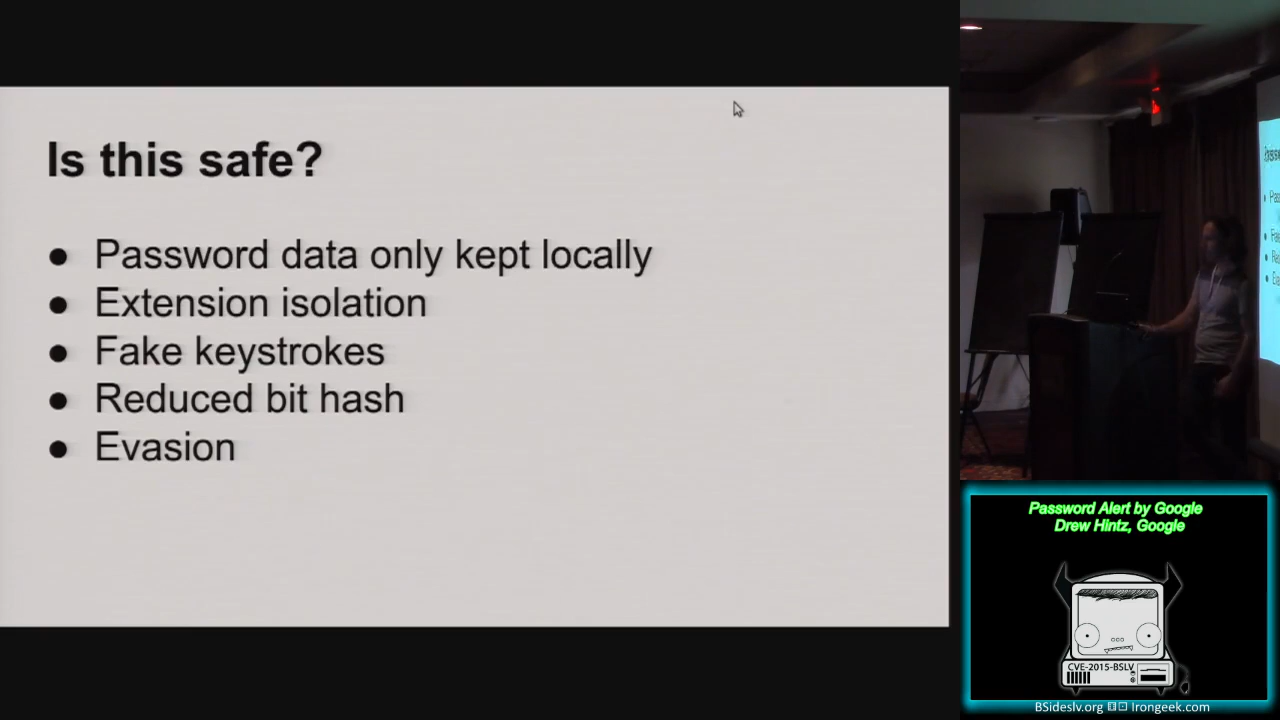 Is this safe?
● Password data only kept locally
● Extension isolation
● Fake keystrokes
● Reduced bit hash
● Evasion
Password Alert by Google
Drew Hintz, Google
CVE-2015-BSLV
BSideslv.org Irongeek.com